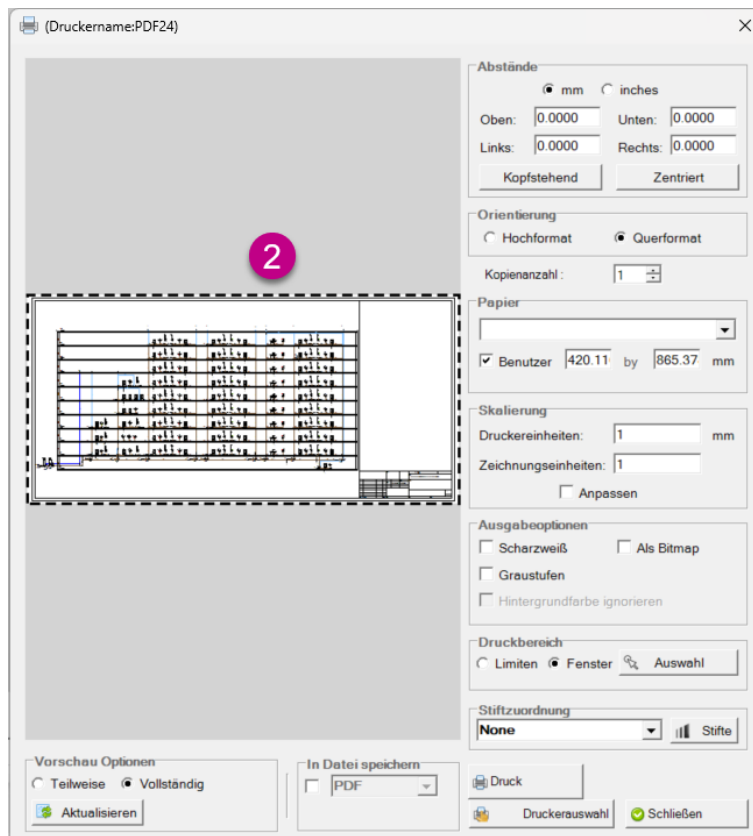 (Druckername:PDF24)
2
Abstände
mm inches
Oben: 0.0000 Unten: 0.0000
Links: 0.0000 Rechts: 0.0000
Kopfstehend Zentriert
Orientierung
Hochformat Querformat
Kopienanzahl : 1
Papier
Benutzer 420.11 by 865.37 mm
Skalierung
Druckereinheiten: 1 mm
Zeichnungseinheiten: 1
Anpassen
Ausgabeoptionen
Scharzweiß Als Bitmap
Graustufen
Hintergrundfarbe ignorieren
Druckbereich
Limiten Fenster Auswahl
Stiftzuordnung
None Stifte
Vorschau Optionen
Teilweise Vollständig
Aktualisieren
In Datei speichern
PDF
Druck
Druckerauswahl Schließen